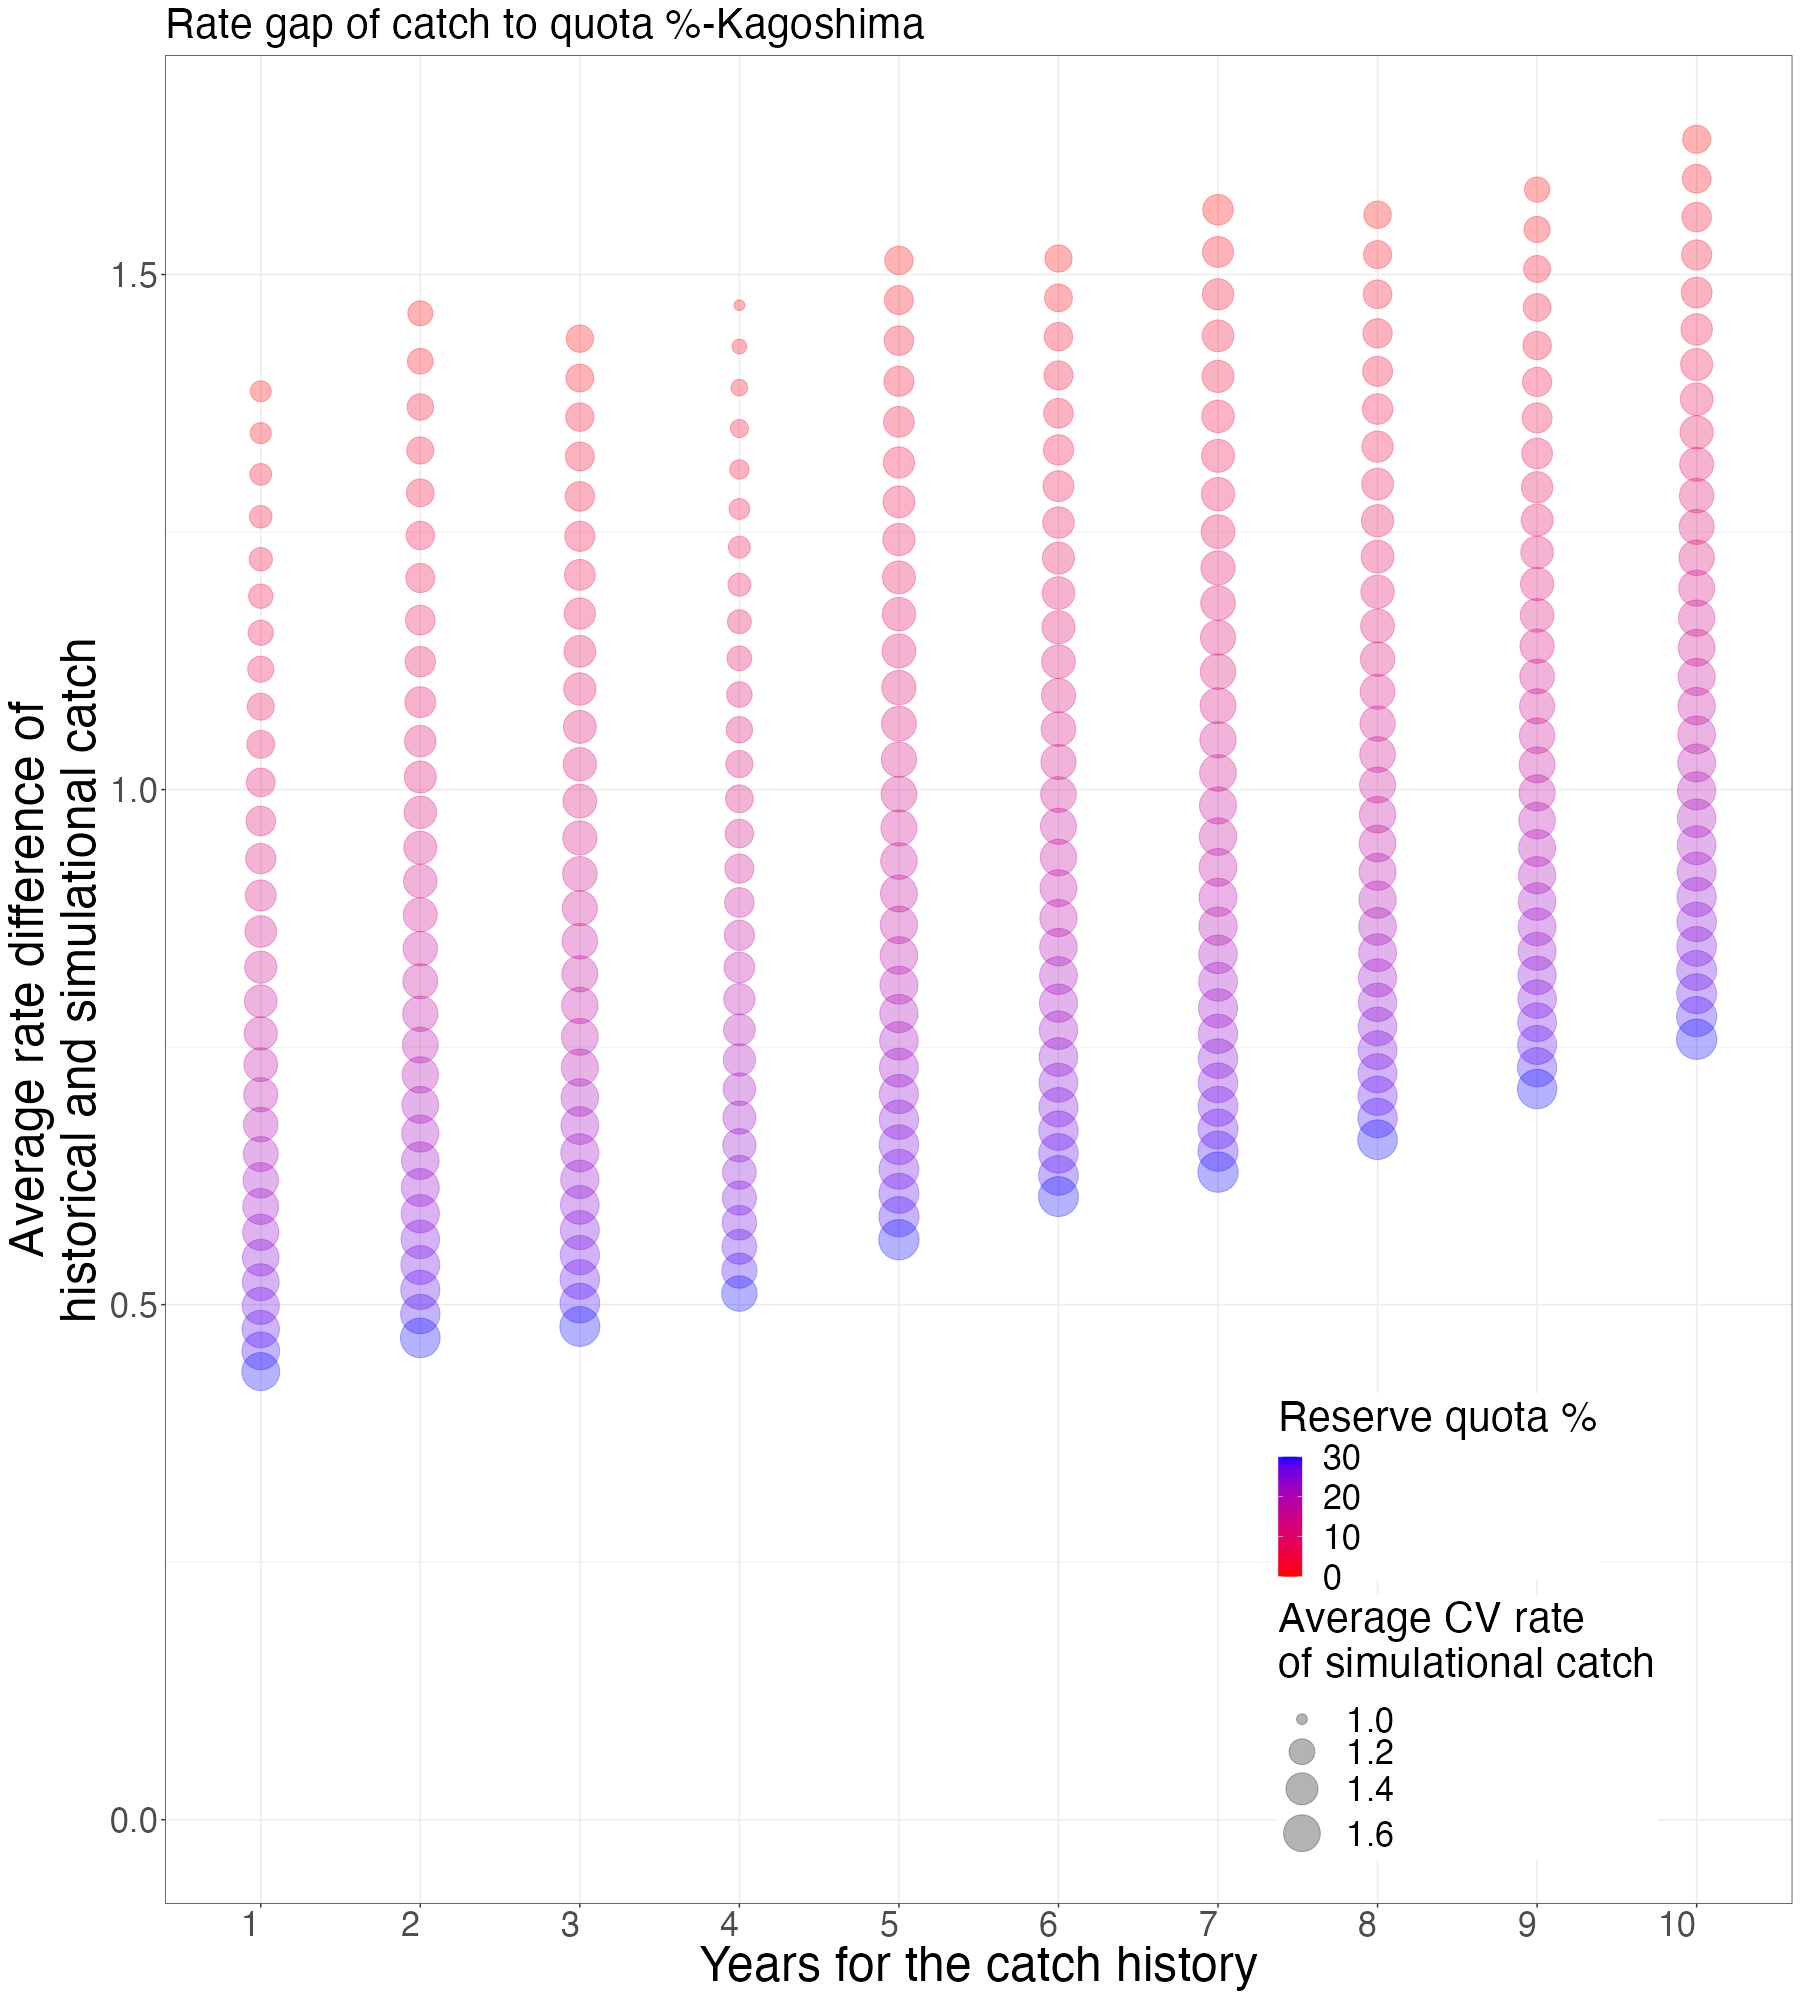 Rate gap of catch to quota %-Kagoshima
Average rate difference of
historical and simulational catch
1.5
1.0
0.5
0.0
Reserve quota %
30
20
10
0
Average CV rate
of simulational catch
1.0
1.2
1.4
1.6
1 2 3 4 5 6 7 8 9 10
Years for the catch history